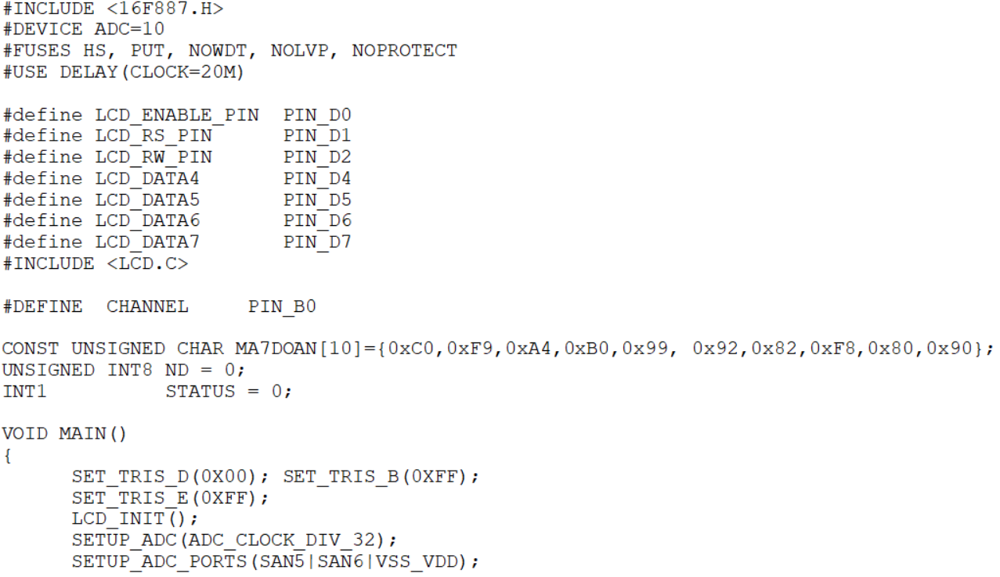 #INCLUDE <16F887.H>
#DEVICE ADC=10
#FUSES HS, PUT, NOWDT, NOLVP, NOPROTECT
#USE DELAY(CLOCK=20M)
#define LCD_ENABLE_PIN PIN_D0
#define LCD_RS_PIN PIN_D1
#define LCD_RW_PIN PIN_D2
#define LCD_DATA4 PIN_D4
#define LCD_DATA5 PIN_D5
#define LCD_DATA6 PIN_D6
#define LCD_DATA7 PIN_D7
#INCLUDE <LCD.C>
#DEFINE CHANNEL PIN_B0
CONST UNSIGNED CHAR MA7DOAN[10]={0xC0,0xF9,0xA4,0xB0,0x99, 0x92,0x82,0xF8,0x80,0x90};
UNSIGNED INT8 ND = 0;
INT1 STATUS = 0;
VOID MAIN()
{
SET_TRIS_D(0X00); SET_TRIS_B(0XFF);
SET_TRIS_E(0XFF);
LCD_INIT();
SETUP_ADC(ADC_CLOCK_DIV_32);
SETUP_ADC_PORTS(SAN5|SAN6|VSS_VDD);